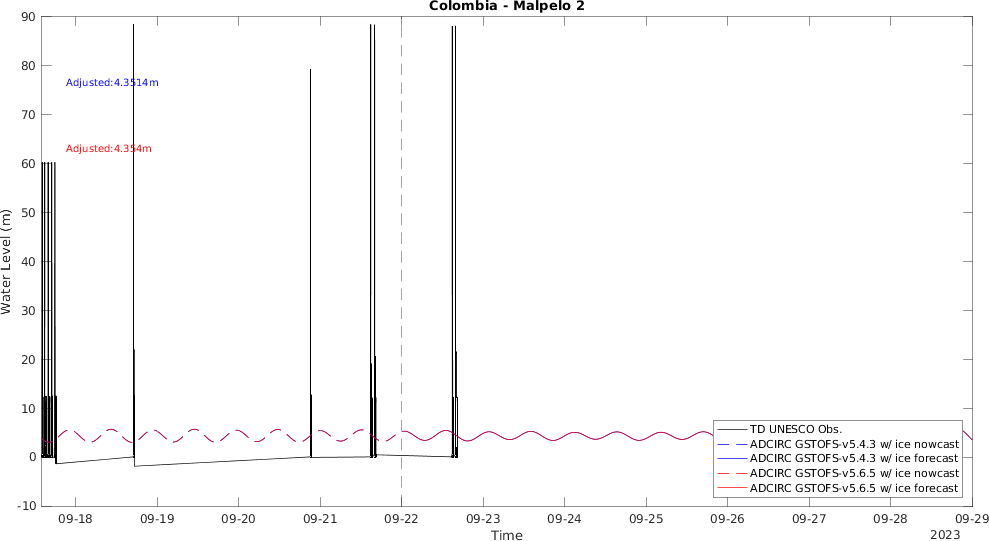 Colombia - Malpelo 2
90
80
70
60
50
40
30
20
10
0
-10
Water Level (m)
Adjusted:4.3514m
Adjusted:4.354m
TD UNESCO Obs.
ADCIRC GSTOFS-v5.4.3 w/ ice nowcast
ADCIRC GSTOFS-v5.4.3 w/ ice forecast
ADCIRC GSTOFS-v5.6.5 w/ ice nowcast
ADCIRC GSTOFS-v5.6.5 w/ ice forecast
09-18 09-19 09-20 09-21 09-22 09-23 09-24 09-25 09-26 09-27 09-28 09-29
Time
2023